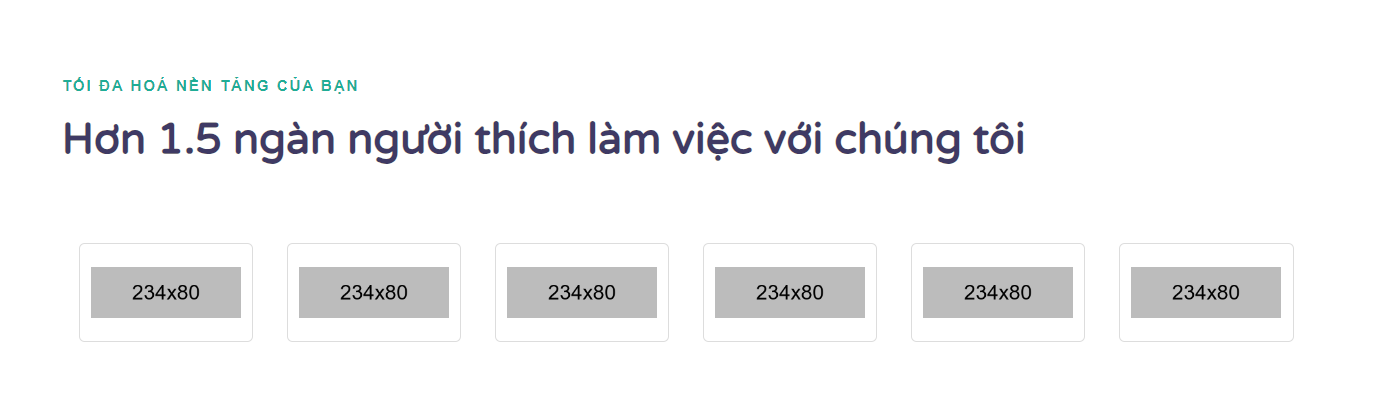 TỐI ĐA HOÁ NỀN TẢNG CỦA BẠN
Hơn 1.5 ngàn người thích làm việc với chúng tôi
234x80 234x80 234x80 234x80 234x80 234x80